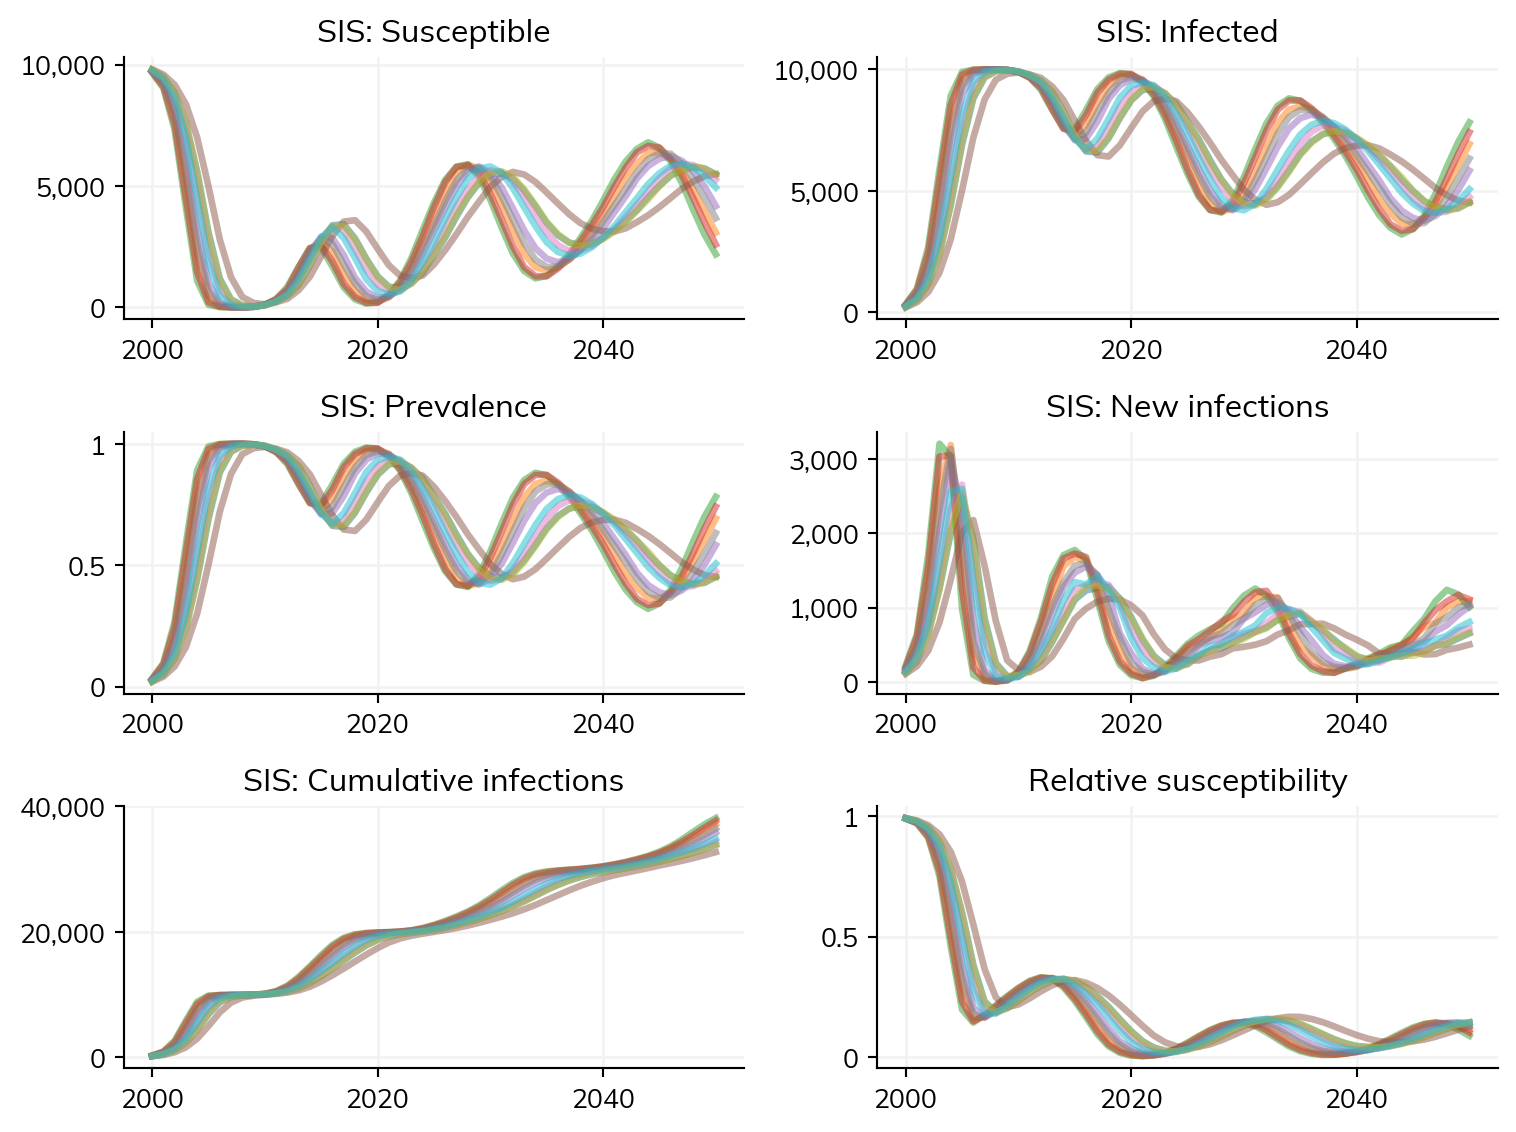 SIS: Susceptible
10,000
5,000
0
2000 2020 2040
SIS: Infected
10,000
5,000
0
2000 2020 2040
SIS: Prevalence
1
0.5
0
2000 2020 2040
SIS: New infections
3,000
2,000
1,000
0
2000 2020 2040
SIS: Cumulative infections
40,000
20,000
0
2000 2020 2040
Relative susceptibility
1
0.5
0
2000 2020 2040